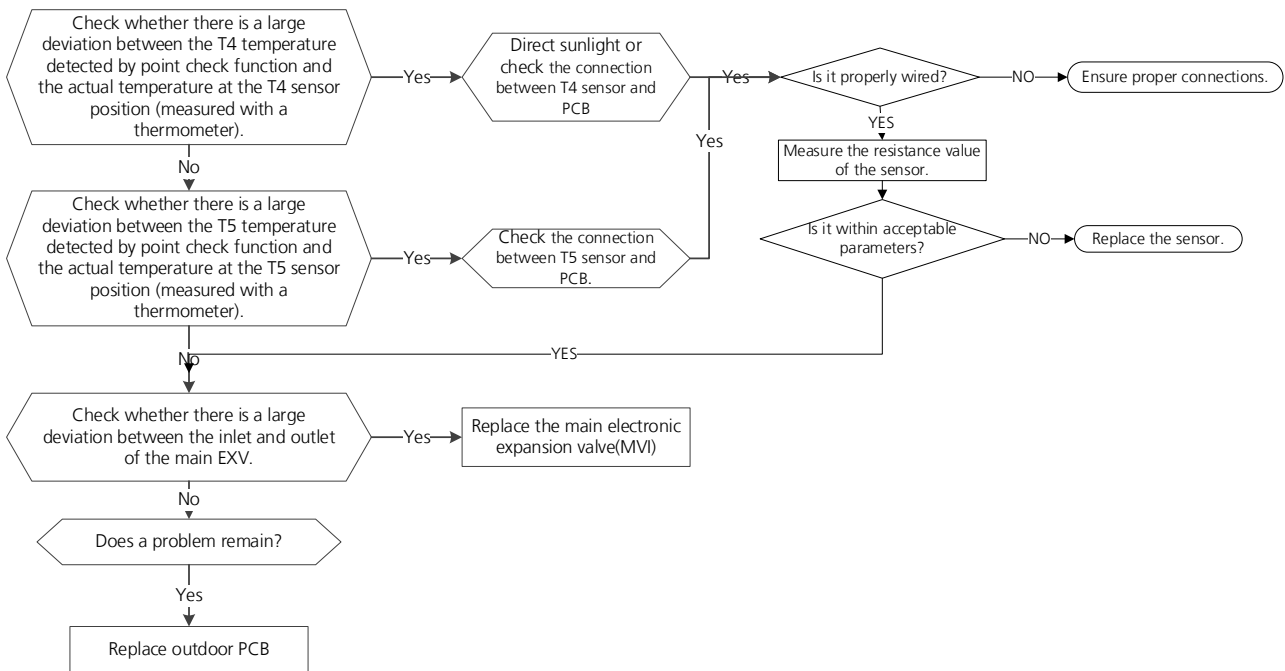 Check whether there is a large
deviation between the T4 temperature
detected by point check function and
the actual temperature at the T4 sensor
position (measured with a
thermometer).
Yes
Direct sunlight or
check the connection
between T4 sensor and
PCB
Yes
Is it properly wired?
NO
Ensure proper connections.
YES
Measure the resistance value
of the sensor.
Is it within acceptable
parameters?
NO
Replace the sensor.
No
Check whether there is a large
deviation between the T5 temperature
detected by point check function and
the actual temperature at the T5 sensor
position (measured with a
thermometer).
Yes
Check the connection
between T5 sensor and
PCB.
Yes
No
YES
Check whether there is a large
deviation between the inlet and outlet
of the main EXV.
Yes
Replace the main electronic
expansion valve(MVI)
No
Does a problem remain?
Yes
Replace outdoor PCB